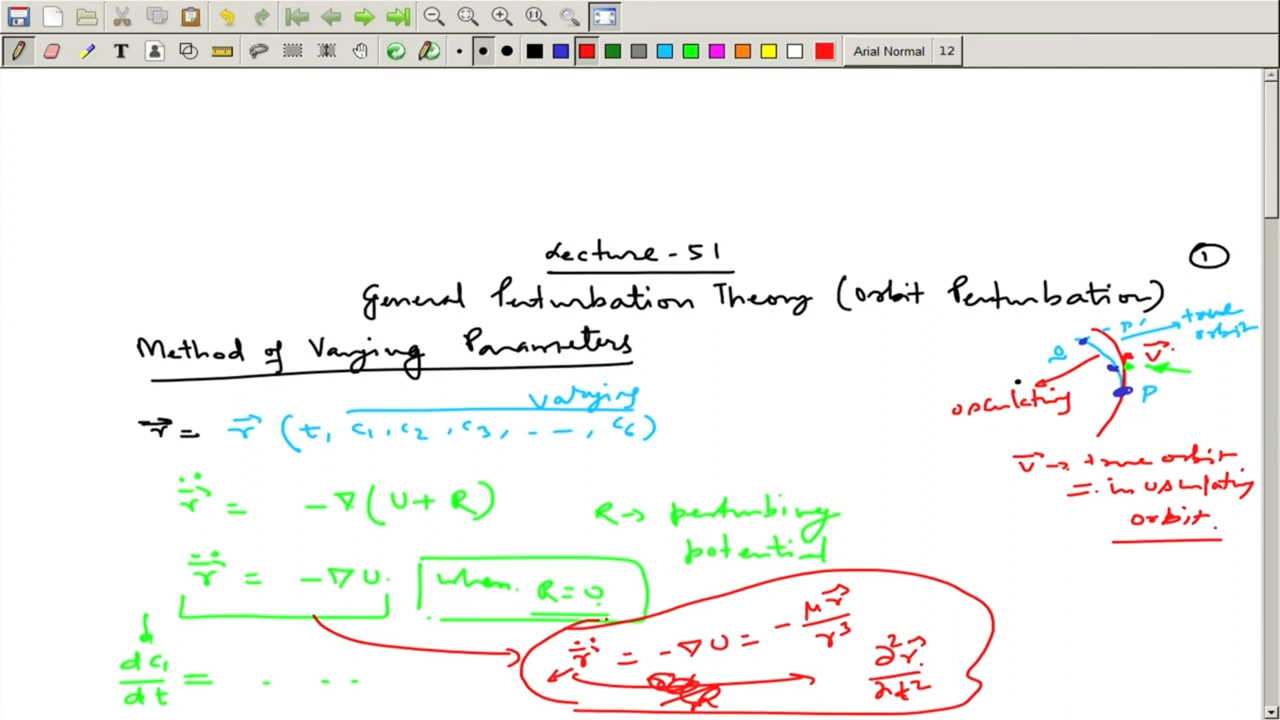 T
Arial Normal 12
Lecture - 51
①
General Perturbation Theory (Orbit Perturbation)
Method of Varying Parameters
varying
r⃗ = r⃗ (t, c₁, c₂, c₃, - - -, c₆)
P' true orbit
Q V⃗
osculating P
V⃗ → true orbit
= in osculating
orbit.
r⃗̈ = -∇(U + R) R → perturbing
potential
r⃗̈ = -∇U. when R = 0
r⃗̈ = -∇U = - μr⃗/r³ ∂²r⃗/∂t²
dc₁/dt = . . .